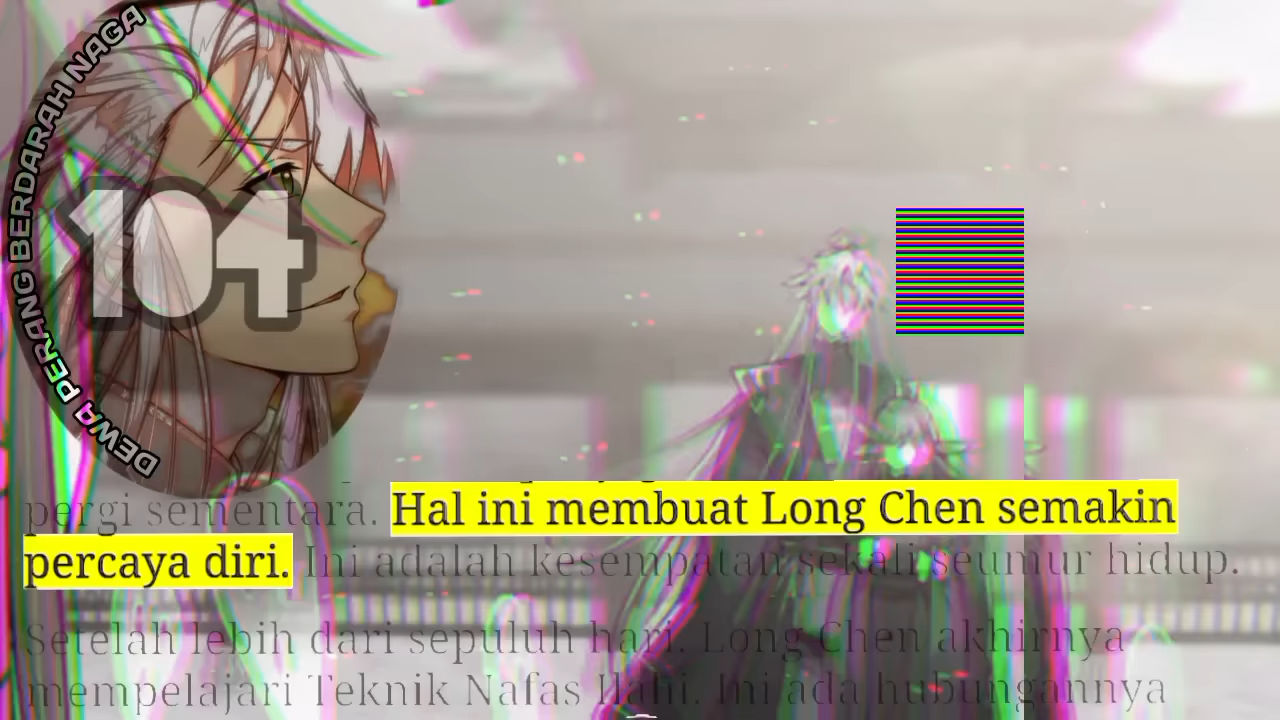 DEWA PERANG BERDARAH NAGA
104
pergi sementara. Hal ini membuat Long Chen semakin
percaya diri. Ini adalah kesempatan sekali seumur hidup.
Setelah lebih dari sepuluh hari. Long Chen akhirnya
mempelajari Teknik Nafas Ilahi. Ini ada hubungannya